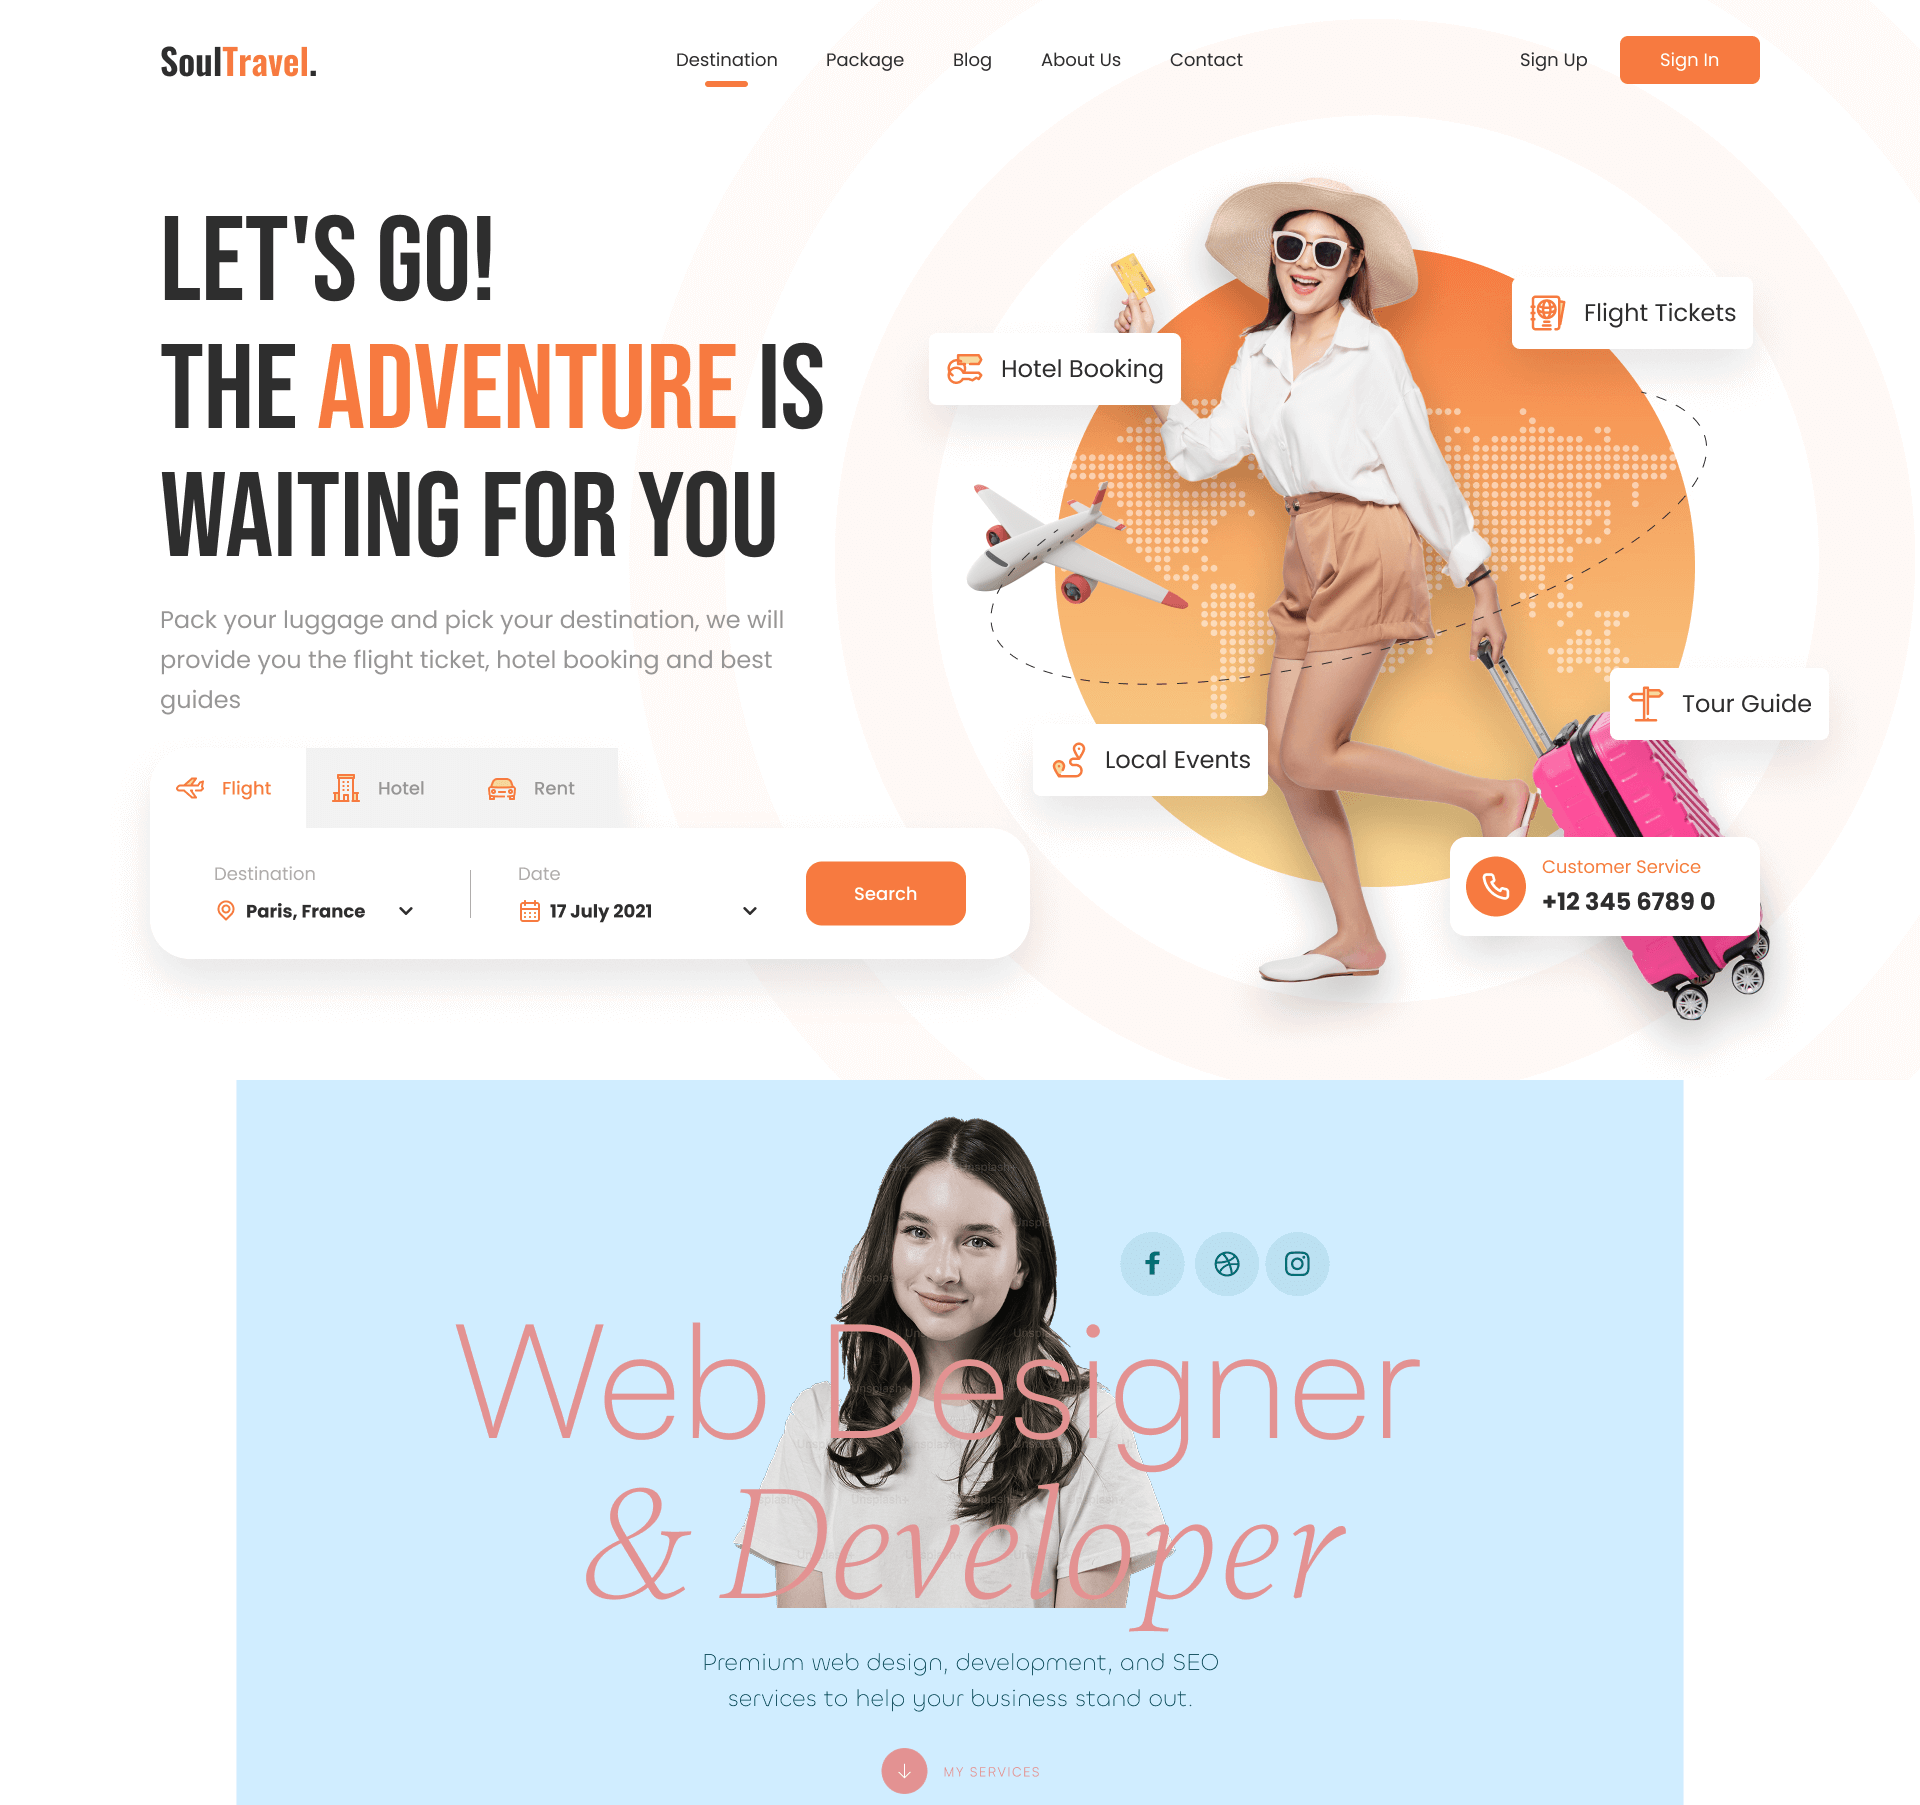 SoulTravel.
Destination
Package
Blog
About Us
Contact
Sign Up
Sign In
LET'S GO!
THE ADVENTURE IS
WAITING FOR YOU
Pack your luggage and pick your destination, we will
provide you the flight ticket, hotel booking and best
guides
Flight
Hotel
Rent
Destination
Paris, France
Date
17 July 2021
Search
Flight Tickets
Hotel Booking
Tour Guide
Local Events
Customer Service
+12 345 6789 0
Web Designer
& Developer
Premium web design, development, and SEO
services to help your business stand out.
MY SERVICES